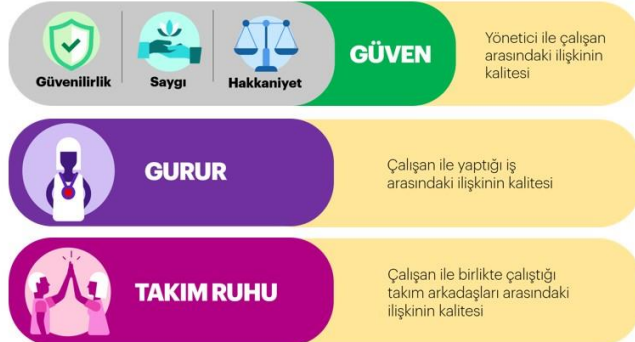 Güvenilirlik
Saygı
Hakkaniyet
GÜVEN
Yönetici ile çalışan
arasındaki ilişkinin
kalitesi
GURUR
Çalışan ile yaptığı iş
arasındaki ilişkinin kalitesi
TAKIM RUHU
Çalışan ile birlikte çalıştığı
takım arkadaşları arasındaki
ilişkinin kalitesi